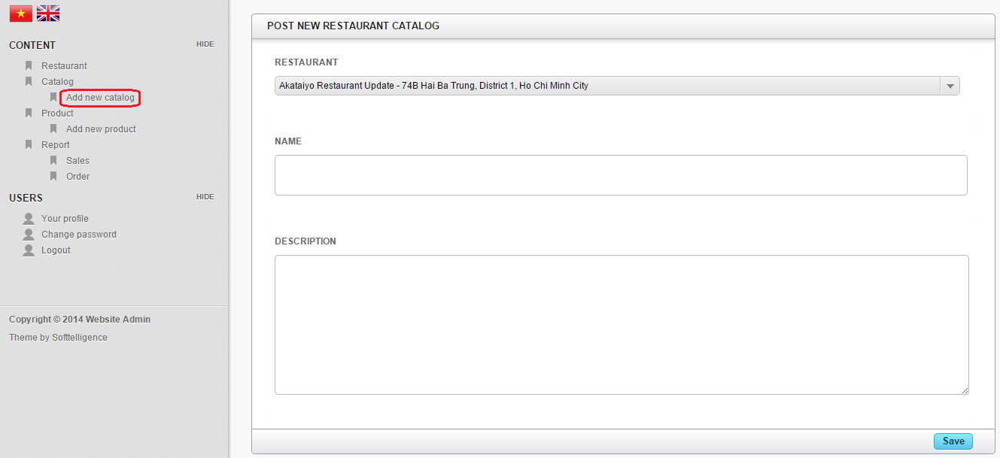 CONTENT HIDE
Restaurant
Catalog
Add new catalog
Product
Add new product
Report
Sales
Order
USERS HIDE
Your profile
Change password
Logout
Copyright © 2014 Website Admin
Theme by Softtelligence
POST NEW RESTAURANT CATALOG
RESTAURANT
Akataiyo Restaurant Update - 74B Hai Ba Trung, District 1, Ho Chi Minh City
NAME
DESCRIPTION
Save